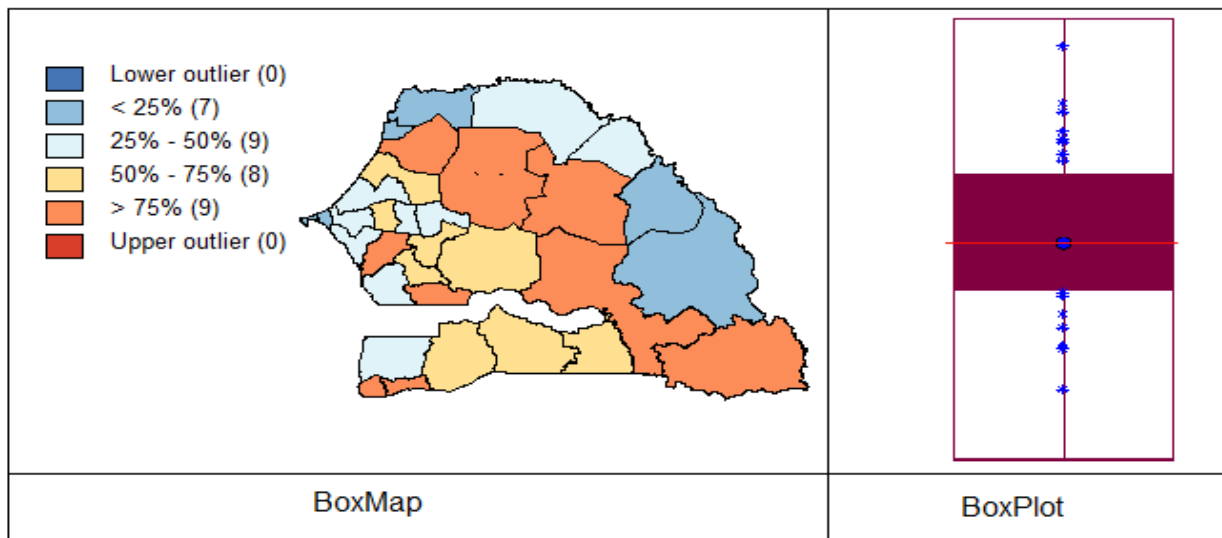 Lower outlier (0)
< 25% (7)
25% - 50% (9)
50% - 75% (8)
> 75% (9)
Upper outlier (0)
BoxMap
BoxPlot